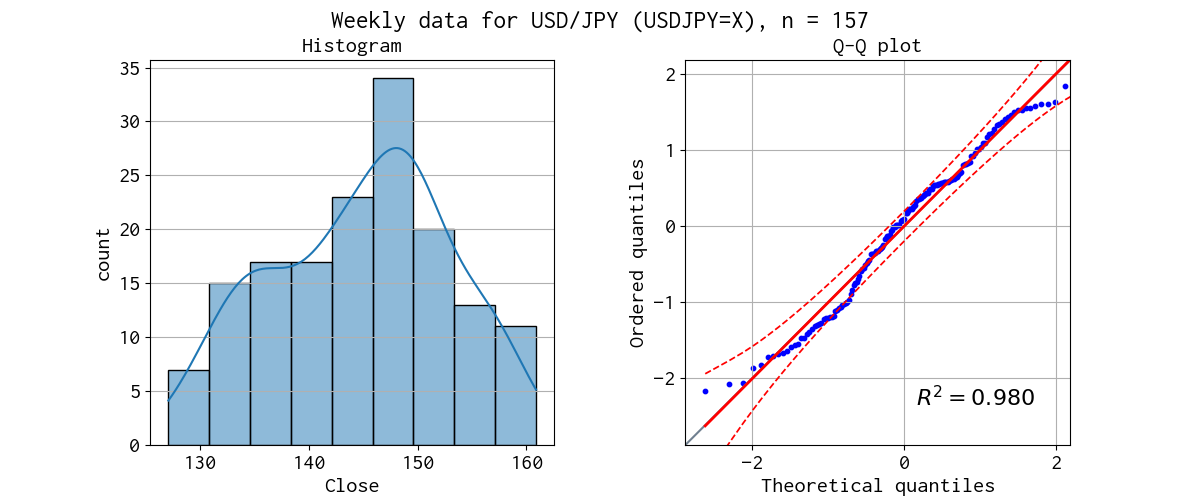 Weekly data for USD/JPY (USDJPY=X), n = 157
Histogram
count
35
30
25
20
15
10
5
0
130 140 150 160
Close
Q-Q plot
Ordered quantiles
2
1
0
−1
−2
R² = 0.980
−2 0 2
Theoretical quantiles